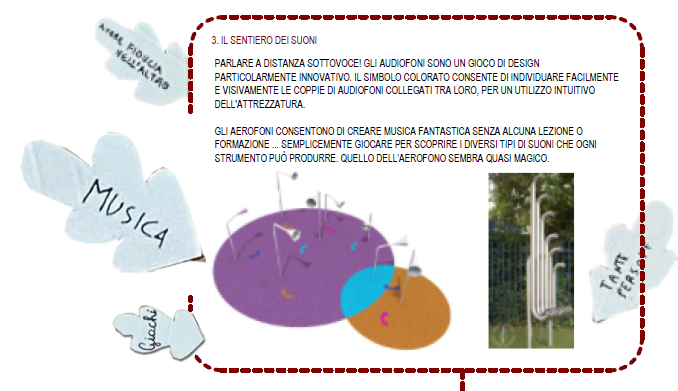 3. IL SENTIERO DEI SUONI
PARLARE A DISTANZA SOTTOVOCE! GLI AUDIOFONI SONO UN GIOCO DI DESIGN
PARTICOLARMENTE INNOVATIVO. IL SIMBOLO COLORATO CONSENTE DI INDIVIDUARE FACILMENTE
E VISIVAMENTE LE COPPIE DI AUDIOFONI COLLEGATI TRA LORO, PER UN UTILIZZO INTUITIVO
DELL'ATTREZZATURA.
GLI AEROFONI CONSENTONO DI CREARE MUSICA FANTASTICA SENZA ALCUNA LEZIONE O
FORMAZIONE ... SEMPLICEMENTE GIOCARE PER SCOPRIRE I DIVERSI TIPI DI SUONI CHE OGNI
STRUMENTO PUÒ PRODURRE. QUELLO DELL'AEROFONO SEMBRA QUASI MAGICO.
AVERE FIDUCIA
NELL'ALTRO
MUSICA
Giochi
TANTE
PERSONE